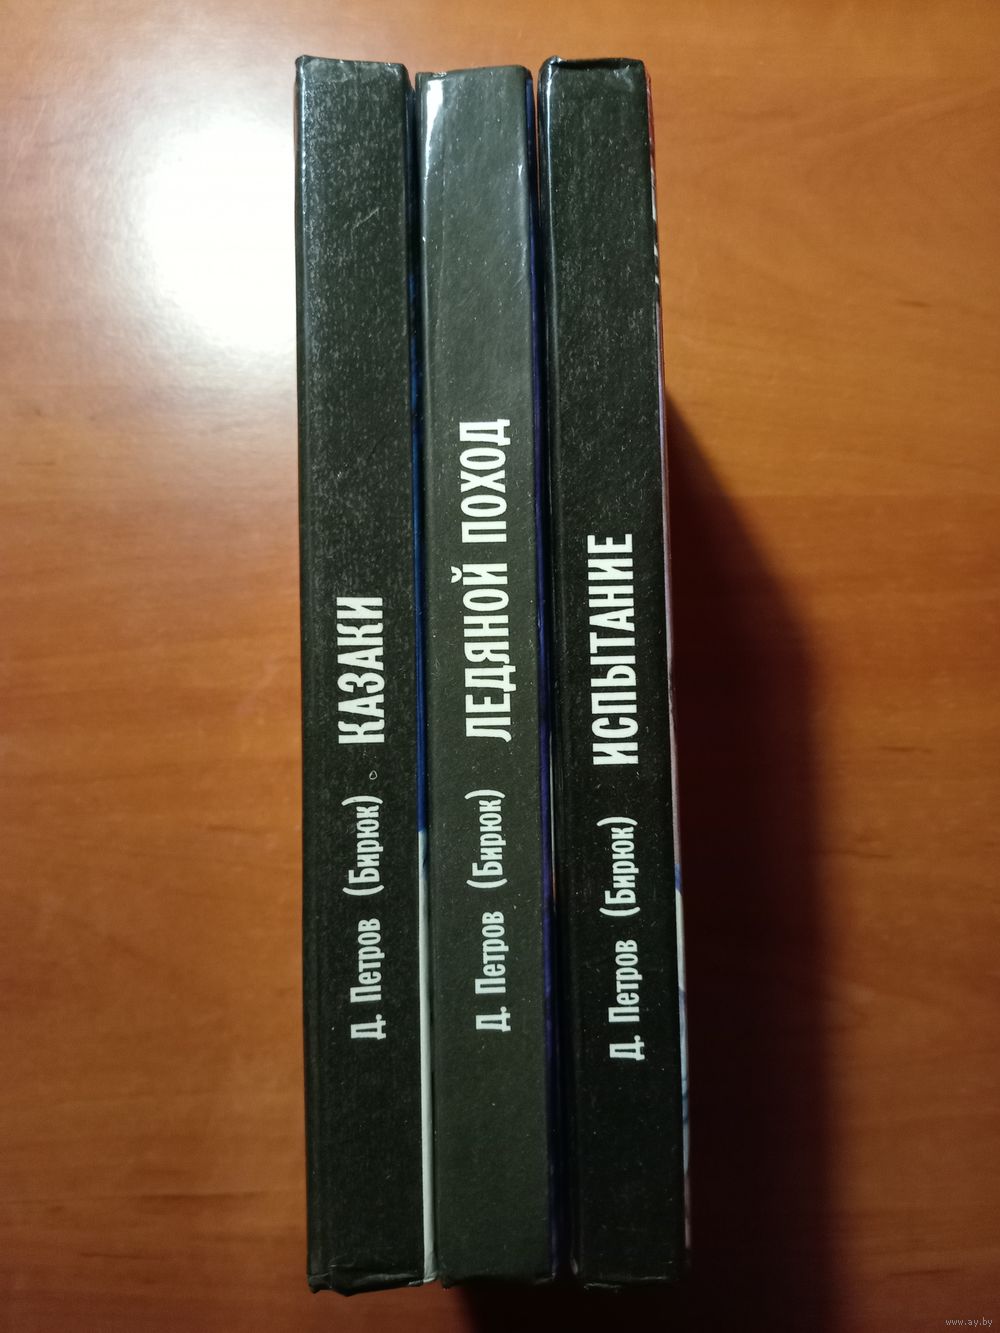 Д. Петров (Бирюк) КАЗАКИ
Д. Петров (Бирюк) ЛЕДЯНОЙ ПОХОД
Д. Петров (Бирюк) ИСПЫТАНИЕ
www.ay.by